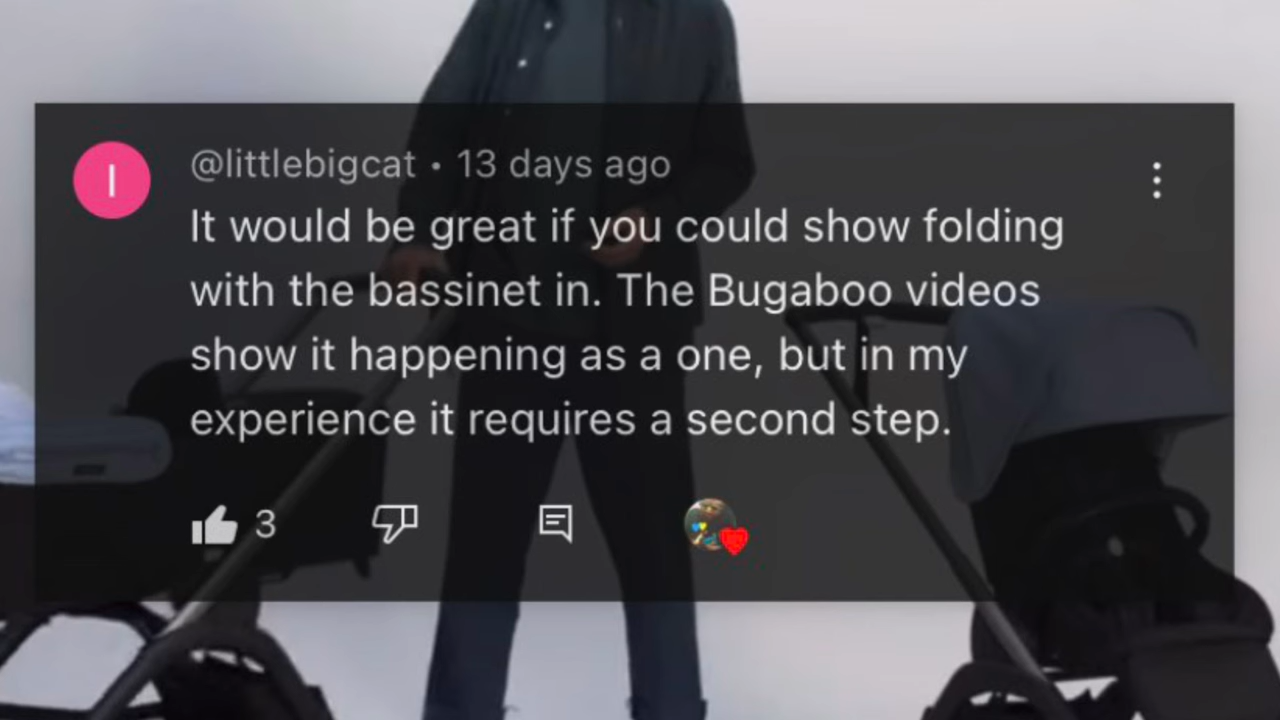 I
@littlebigcat • 13 days ago
It would be great if you could show folding
with the bassinet in. The Bugaboo videos
show it happening as a one, but in my
experience it requires a second step.
3